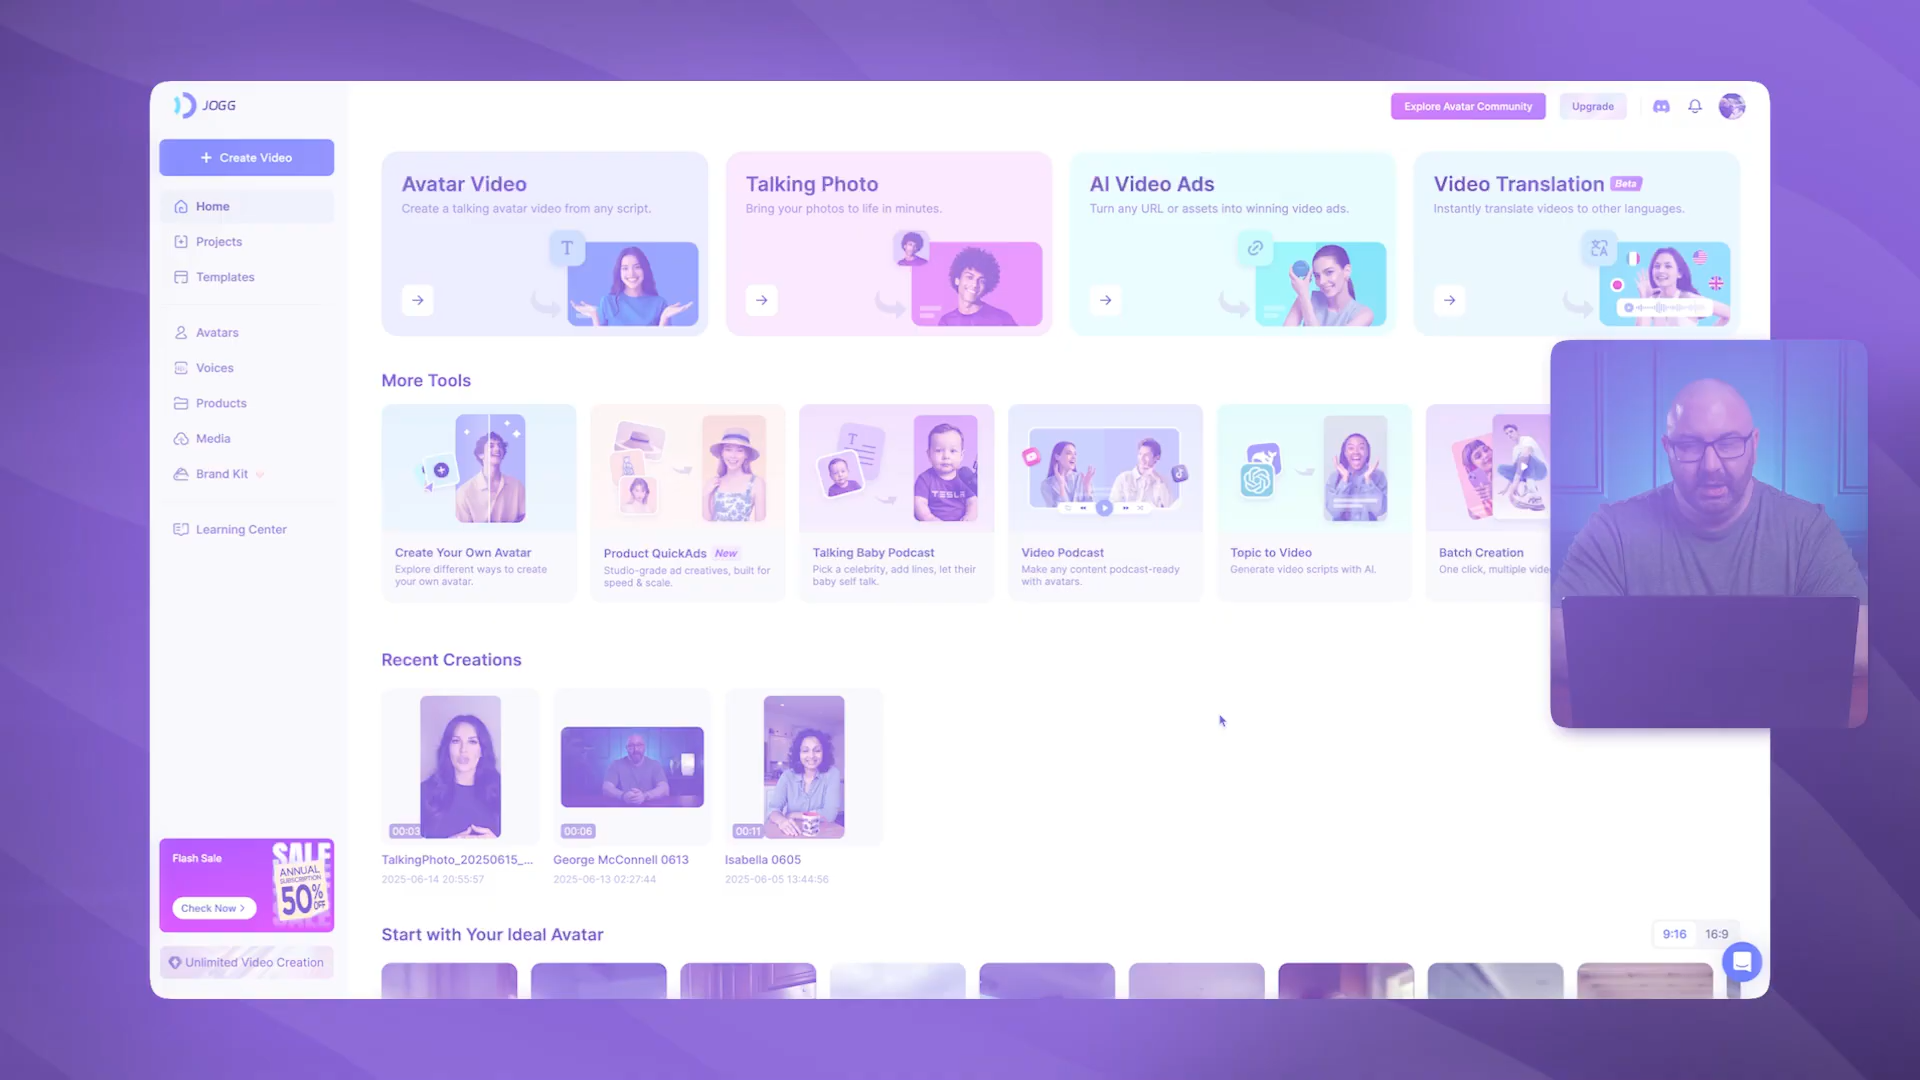 JOGG
Explore Avatar Community
Upgrade
+ Create Video
Home
Projects
Templates
Avatars
Voices
Products
Media
Brand Kit
Learning Center
Flash Sale
Check Now >
SALE
ANNUAL
SUBSCRIPTION
50% OFF
Unlimited Video Creation
Avatar Video
Create a talking avatar video from any script.
T
Talking Photo
Bring your photos to life in minutes.
AI Video Ads
Turn any URL or assets into winning video ads.
Video Translation Beta
Instantly translate videos to other languages.
More Tools
Create Your Own Avatar
Explore different ways to create
your own avatar.
Product QuickAds New
Studio-grade ad creatives, built for
speed & scale.
T
TESLA
Talking Baby Podcast
Pick a celebrity, add lines, let their
baby self talk.
Video Podcast
Make any content podcast-ready
with avatars.
Topic to Video
Generate video scripts with AI.
Batch Creation
One click, multiple
Recent Creations
00:03
TalkingPhoto_20250615_...
2025-06-14 20:55:57
00:06
George McConnell 0613
2025-06-13 02:27:44
00:11
Isabella 0605
2025-06-05 13:44:56
Start with Your Ideal Avatar
9:16
16:9